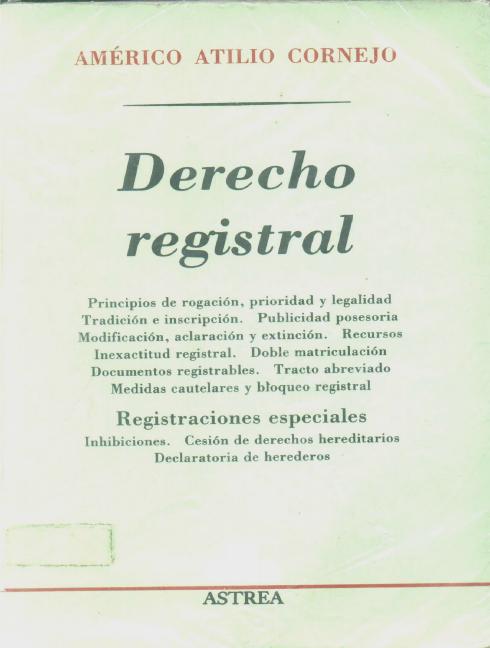 AMÉRICO ATILIO CORNEJO
Derecho
registral
Principios de rogación, prioridad y legalidad
Tradición e inscripción. Publicidad posesoria
Modificación, aclaración y extinción. Recursos
Inexactitud registral. Doble matriculación
Documentos registrables. Tracto abreviado
Medidas cautelares y bloqueo registral
Registraciones especiales
Inhibiciones. Cesión de derechos hereditarios
Declaratoria de herederos
ASTREA